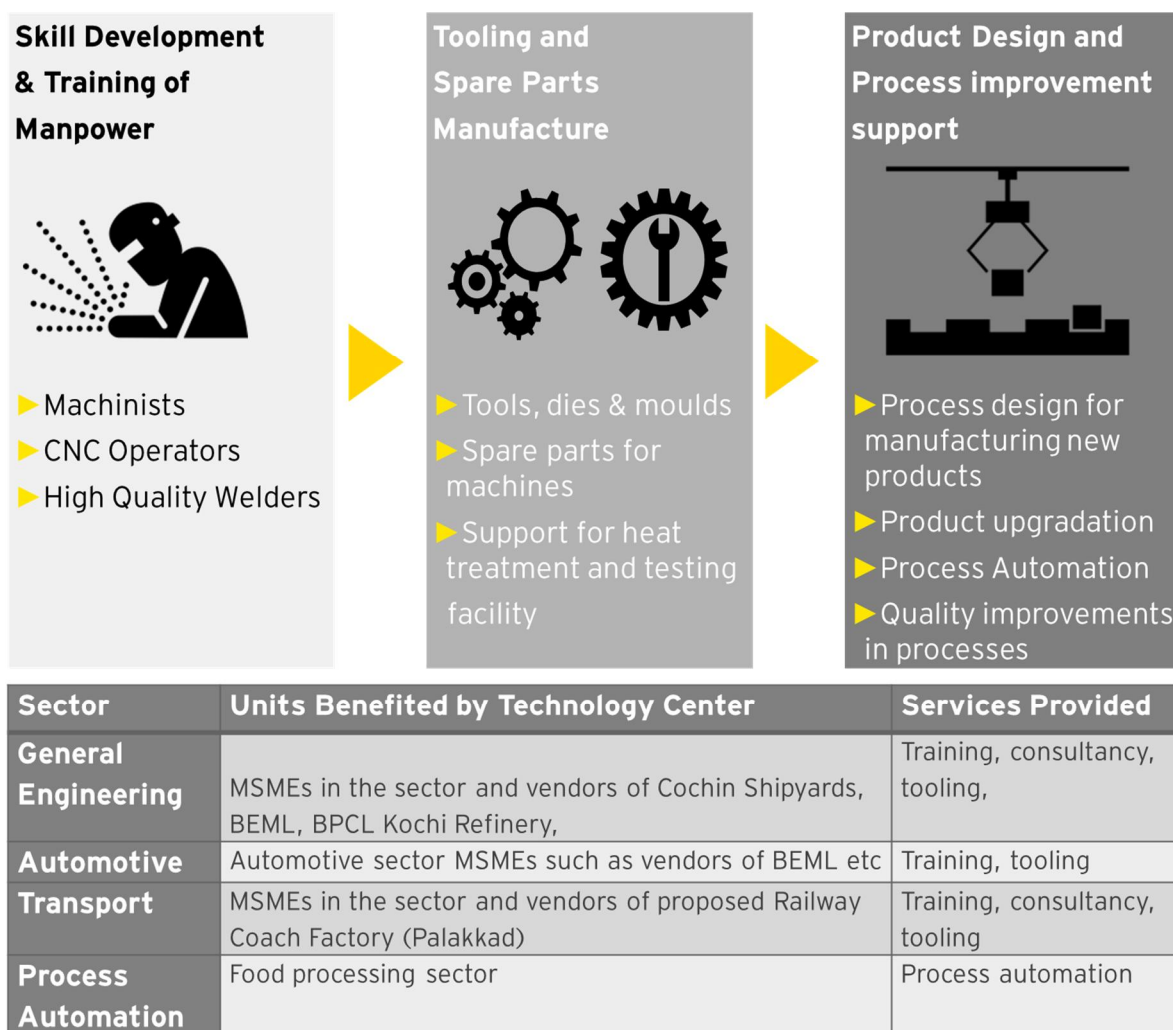 Skill Development
& Training of
Manpower
Machinists
CNC Operators
High Quality Welders
Tooling and
Spare Parts
Manufacture
Tools, dies & moulds
Spare parts for
machines
Support for heat
treatment and testing
facility
Product Design and
Process improvement
support
Process design for
manufacturing new
products
Product upgradation
Process Automation
Quality improvements
in processes
Sector
Units Benefited by Technology Center
Services Provided
General
Engineering
MSMEs in the sector and vendors of Cochin Shipyards,
BEML, BPCL Kochi Refinery,
Training, consultancy,
tooling,
Automotive
Automotive sector MSMEs such as vendors of BEML etc
Training, tooling
Transport
MSMEs in the sector and vendors of proposed Railway
Coach Factory (Palakkad)
Training, consultancy,
tooling
Process
Automation
Food processing sector
Process automation